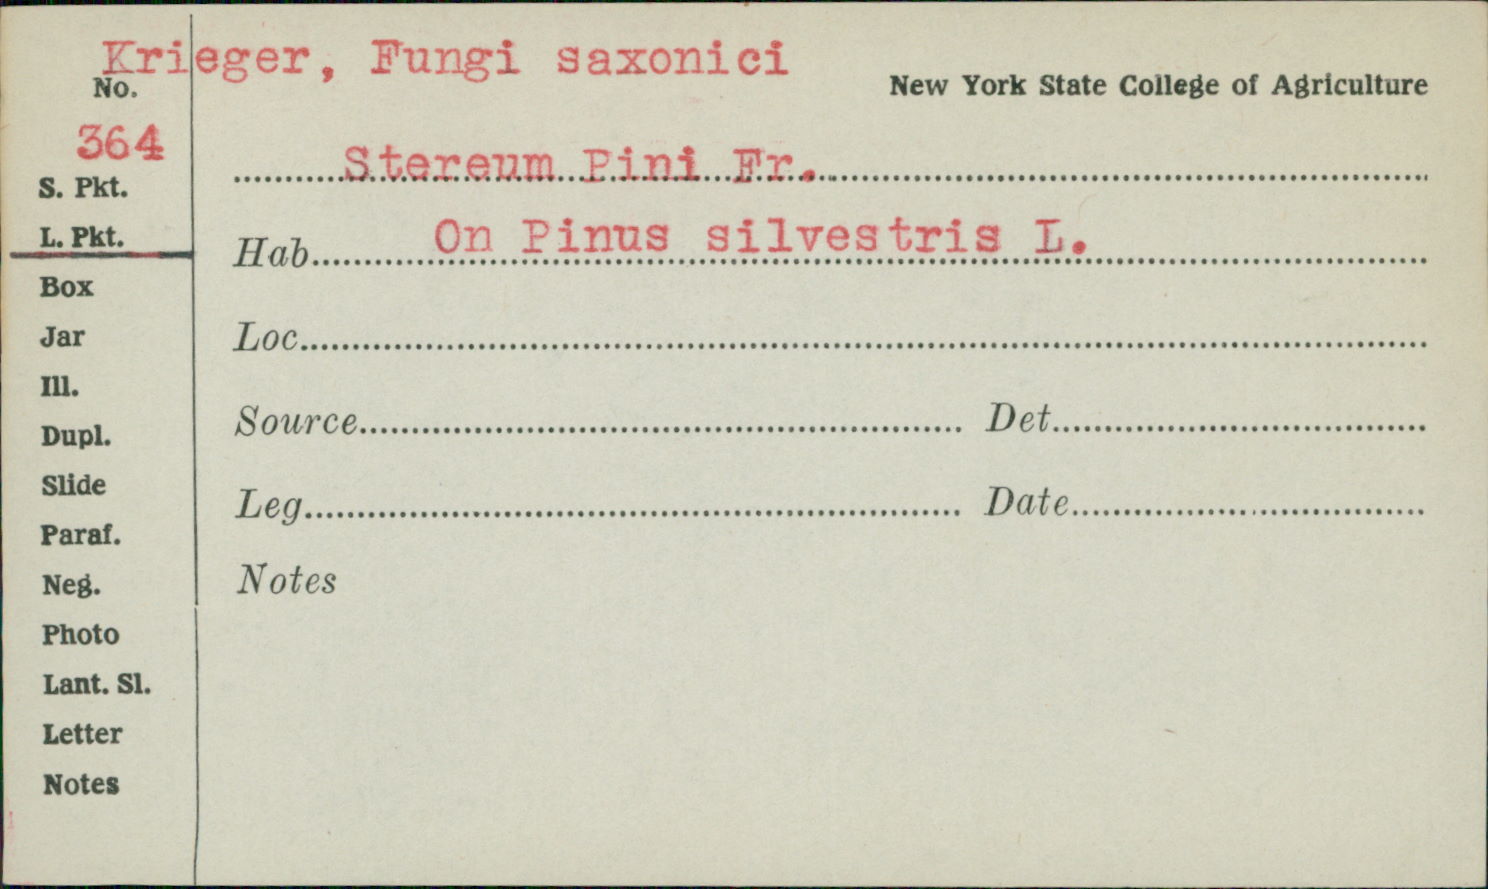 Krieger, Fungi saxonici
No.
New York State College of Agriculture
364
Stereum Pini Fr.
S. Pkt.
L. Pkt.
Hab. On Pinus silvestris L.
Box
Jar
Loc.
Ill.
Dupl.
Source Det.
Slide
Leg. Date
Paraf.
Neg.
Notes
Photo
Lant. Sl.
Letter
Notes